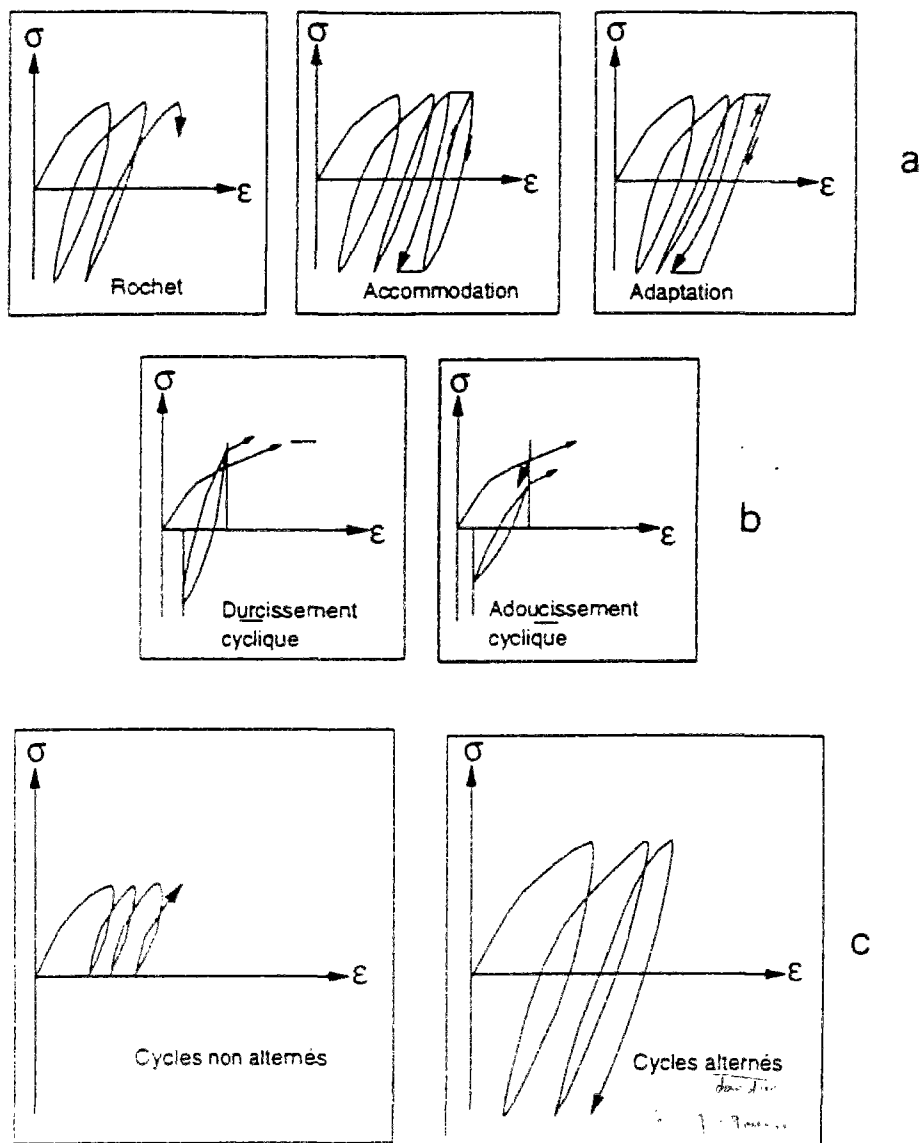 σ
σ
σ
ε
ε
ε
a
Rochet
Accommodation
Adaptation
σ
σ
ε
ε
b
Durcissement
cyclique
Adoucissement
cyclique
σ
σ
ε
ε
c
Cycles non alternés
Cycles alternés